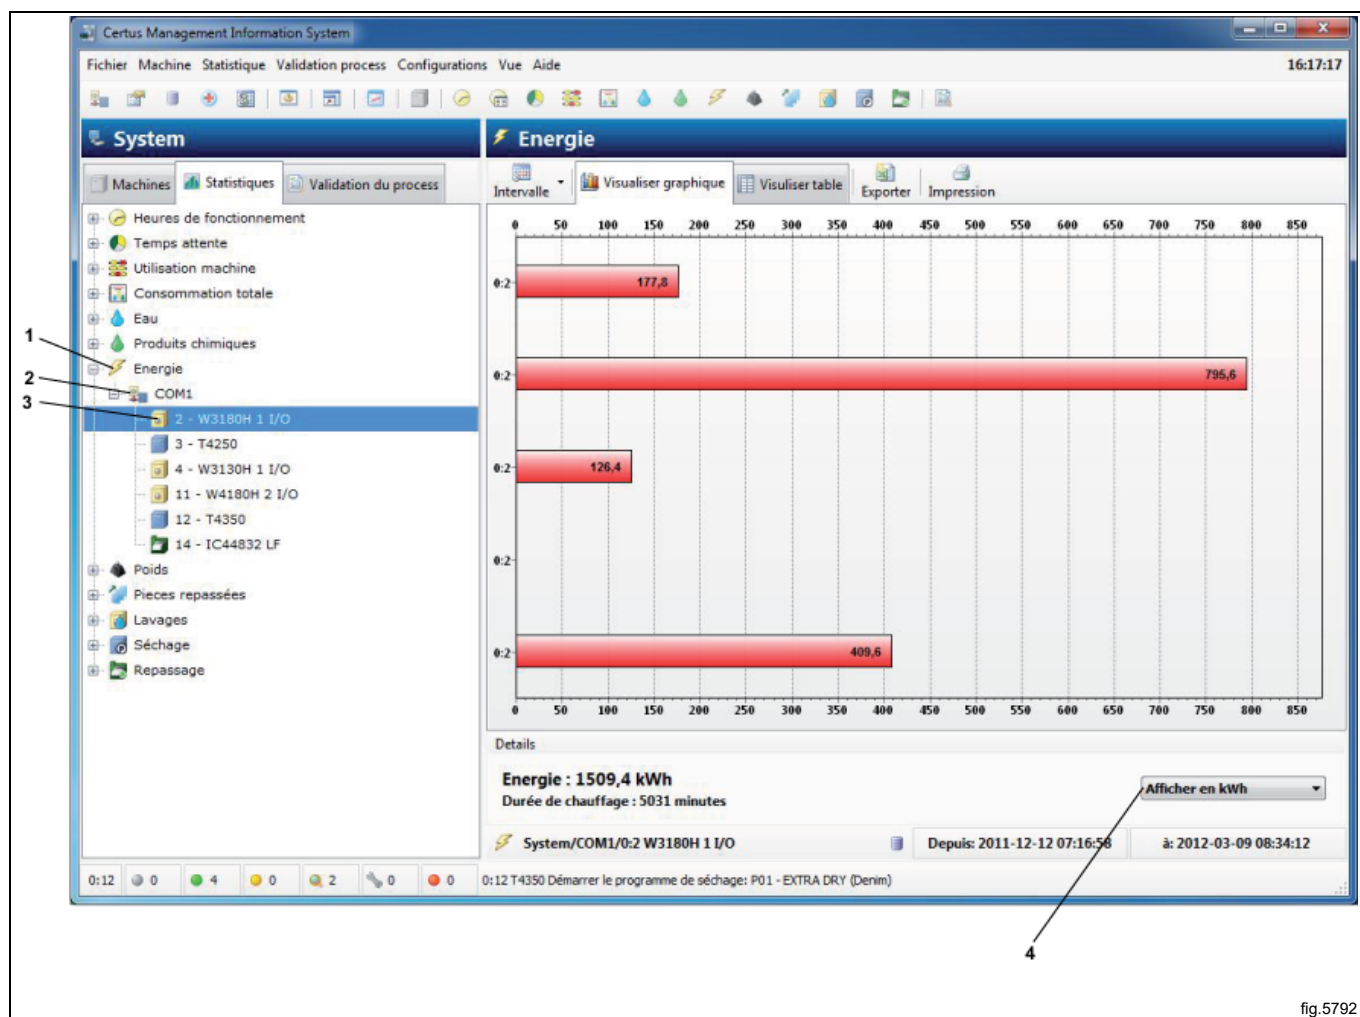 Certus Management Information System
Fichier Machine Statistique Validation process Configurations Vue Aide 16:17:17
System
Energie
Machines Statistiques Validation du process
Intervalle Visualiser graphique Visuliser table Exporter Impression
Heures de fonctionnement
Temps attente
Utilisation machine
Consommation totale
Eau
Produits chimiques
1
Energie
2
COM1
3
2 - W3180H 1 I/O
3 - T4250
4 - W3130H 1 I/O
11 - W4180H 2 I/O
12 - T4350
14 - IC44832 LF
Poids
Pieces repassées
Lavages
Séchage
Repassage
0 50 100 150 200 250 300 350 400 450 500 550 600 650 700 750 800 850
0:2 177,8
0:2 795,6
0:2 126,4
0:2
0:2 409,6
0 50 100 150 200 250 300 350 400 450 500 550 600 650 700 750 800 850
Details
Energie : 1509,4 kWh
Durée de chauffage : 5031 minutes
Afficher en kWh
System/COM1/0:2 W3180H 1 I/O Depuis: 2011-12-12 07:16:58 à: 2012-03-09 08:34:12
0:12 0 4 0 2 0 0 0:12 T4350 Démarrer le programme de séchage: P01 - EXTRA DRY (Denim)
4
fig.5792